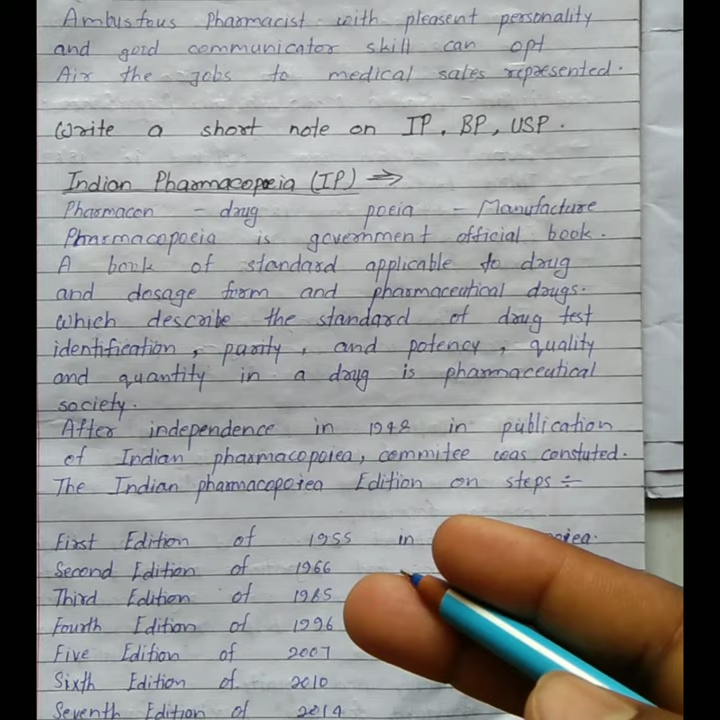 Ambistous Pharmacist with pleasent personality
and good communicator skill can opt
Air the jobs to medical sales represented.
Write a short note on IP, BP, USP.
Indian Pharmacopoeia (IP) →
Pharmacon - drug poeia - Manufacture
Pharmacopoeia is government official book.
A book of standard applicable to drug
and dosage form and pharmaceutical drugs.
Which describe the standard of drug test
identification, purity, and potency, quality
and quantity in a drug is pharmaceutical
society.
After independence in 1948 in publication
of Indian pharmacopoiea, commitee was constuted.
The Indian pharmacopoiea Edition on steps ÷
First Edition of 1955 in
Second Edition of 1966
Third Edition of 1985
Fourth Edition of 1996
Five Edition of 2007
Sixth Edition of 2010
Seventh Edition of 2014